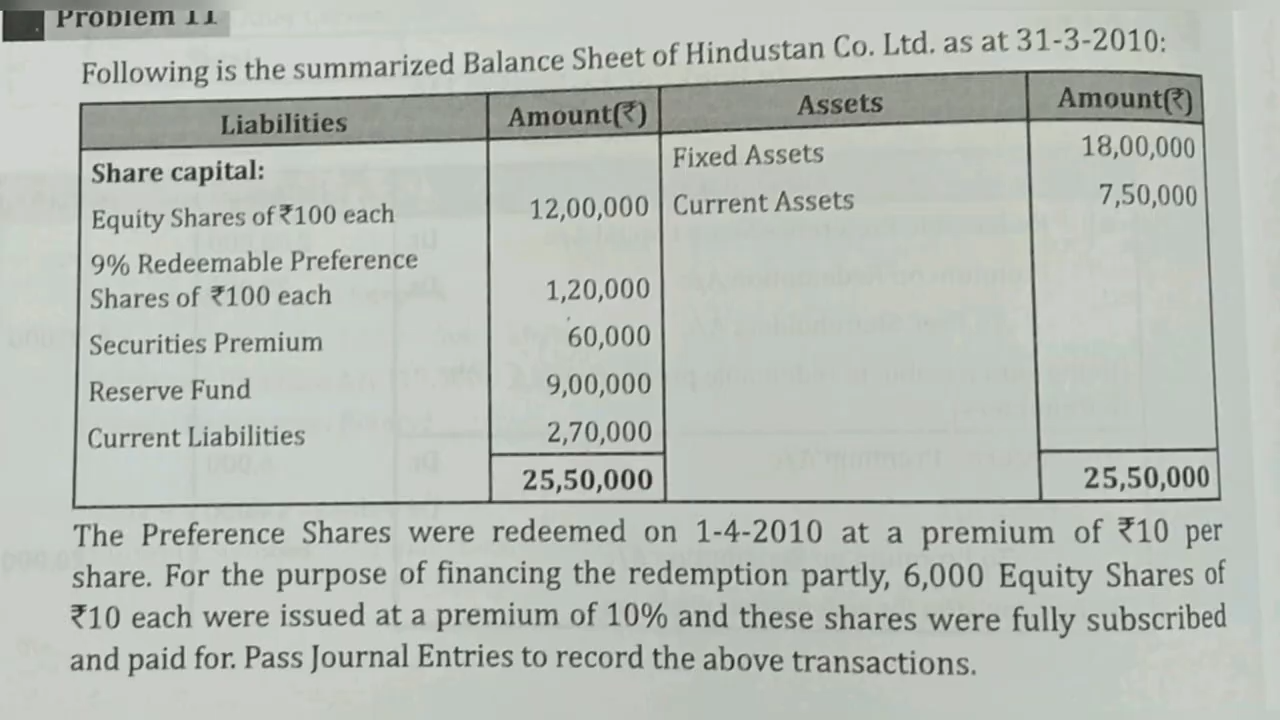 Problem 11
Following is the summarized Balance Sheet of Hindustan Co. Ltd. as at 31-3-2010:
Liabilities Amount(₹) Assets Amount(₹)
Share capital: Fixed Assets 18,00,000
Equity Shares of ₹100 each 12,00,000 Current Assets 7,50,000
9% Redeemable Preference
Shares of ₹100 each 1,20,000
Securities Premium 60,000
Reserve Fund 9,00,000
Current Liabilities 2,70,000
25,50,000 25,50,000
The Preference Shares were redeemed on 1-4-2010 at a premium of ₹10 per
share. For the purpose of financing the redemption partly, 6,000 Equity Shares of
₹10 each were issued at a premium of 10% and these shares were fully subscribed
and paid for. Pass Journal Entries to record the above transactions.